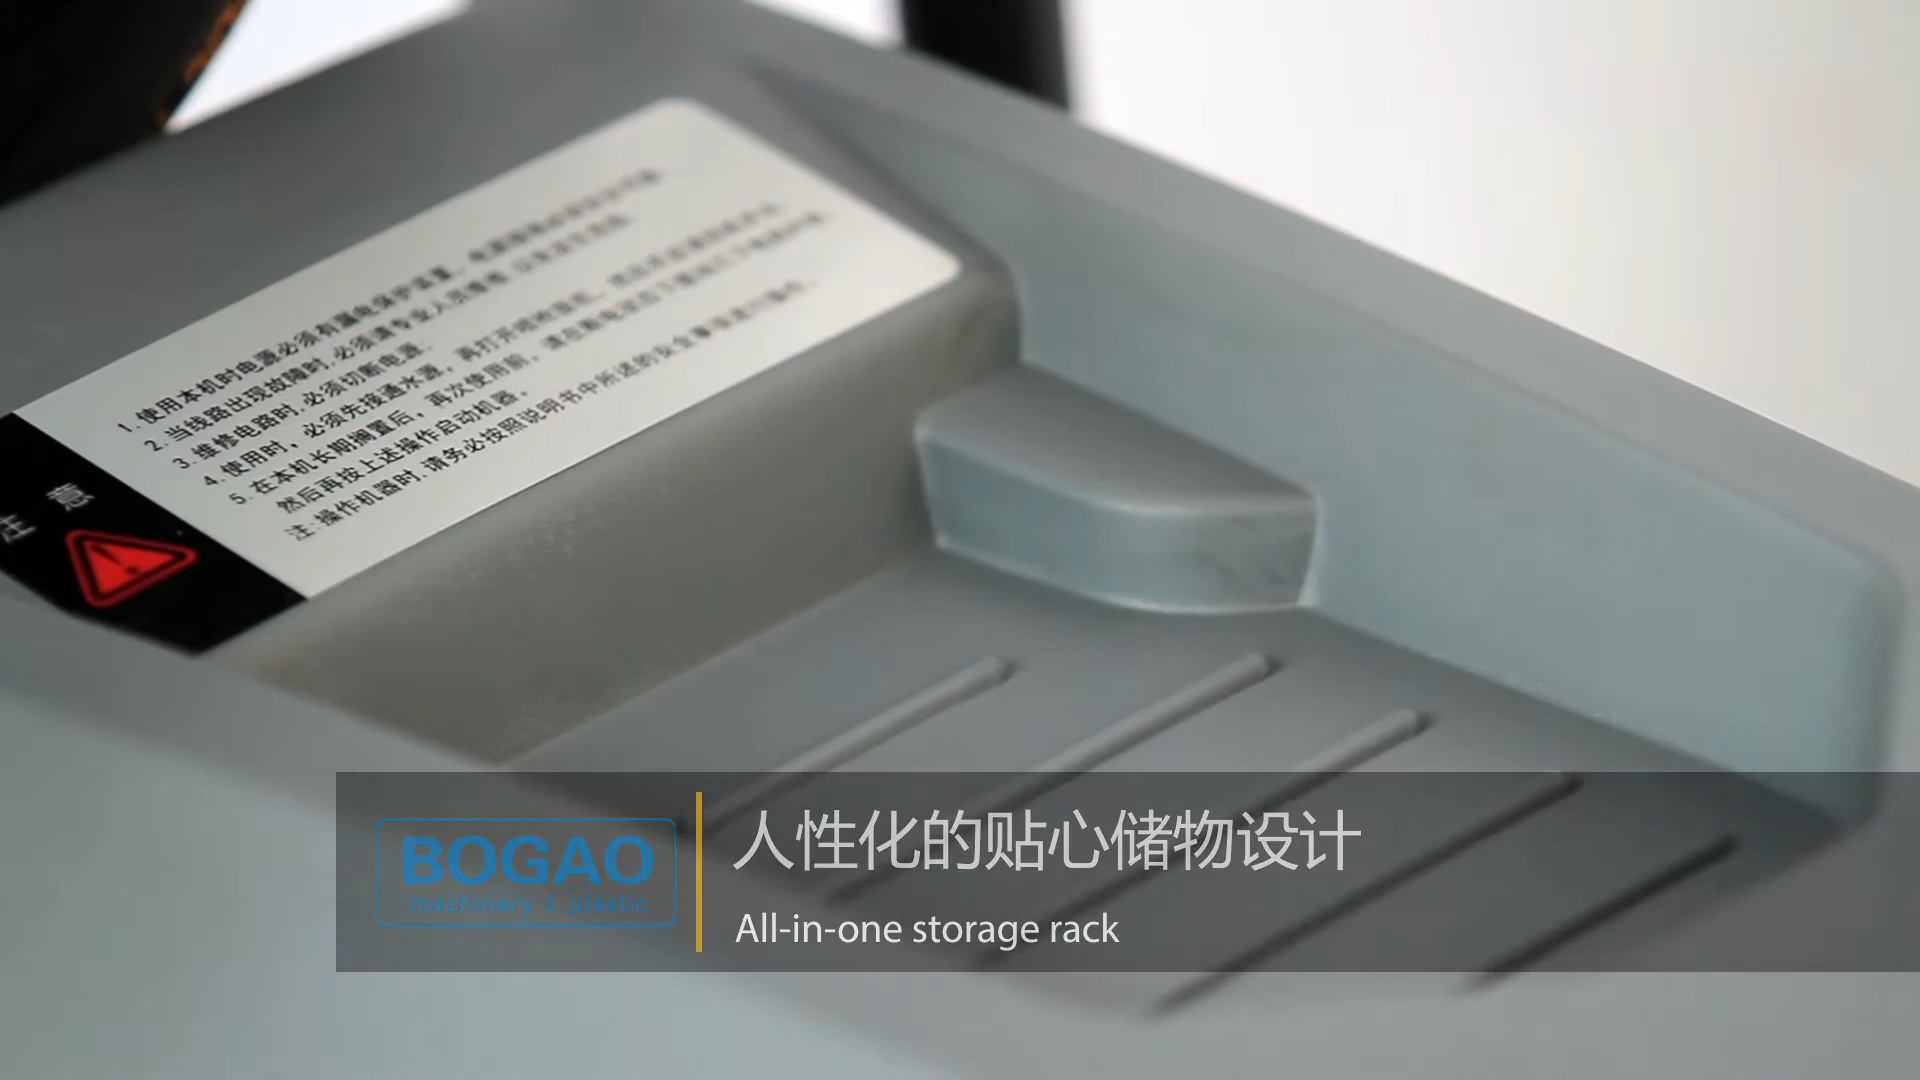 注 意
1. 使用本机时电源必须有漏电保护装置，
2. 当线路出现故障时, 必须请专业人员维修,
3. 维修电路时, 必须切断电源;
4. 使用时，必须先接通水源，再打开
5. 在本机长期搁置后，再次使用前，
然后再按上述操作启动机器。
注: 操作机器时, 请务必按照说明书中所述的安全事项进行操作。
BOGAO
machinery & plastic
人性化的贴心储物设计
All-in-one storage rack